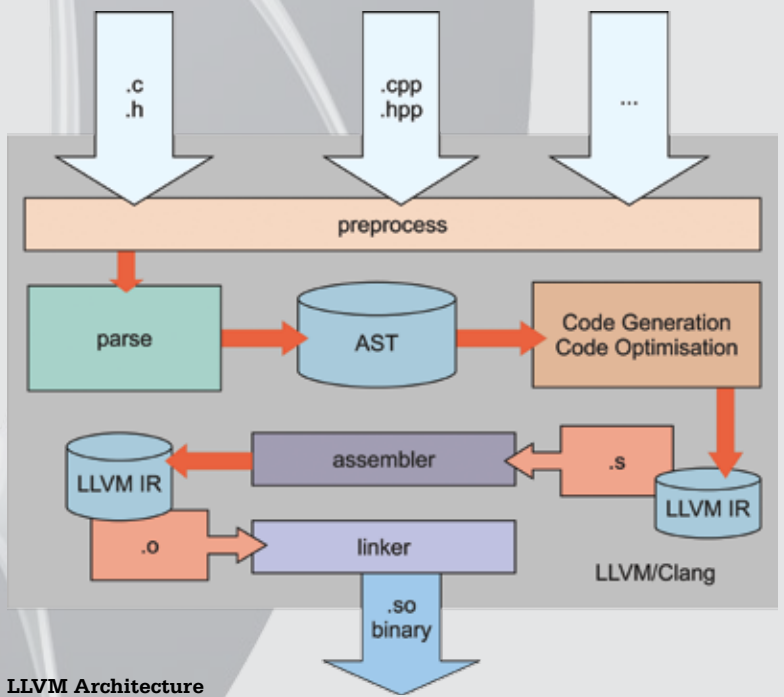 .c
.h
.cpp
.hpp
...
preprocess
parse
AST
Code Generation
Code Optimisation
LLVM IR
assembler
.s
LLVM IR
.o
linker
LLVM/Clang
.so
binary
LLVM Architecture